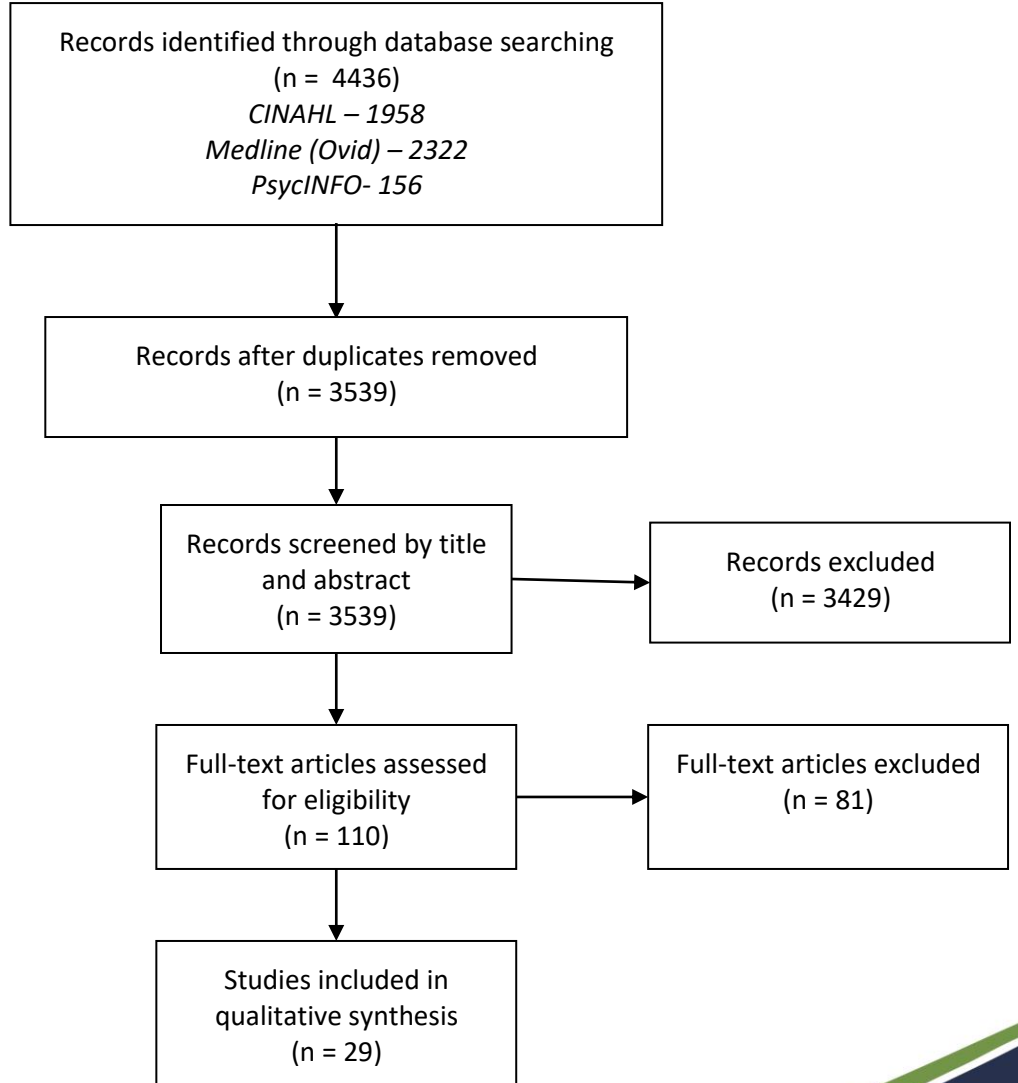 Records identified through database searching
(n = 4436)
CINAHL – 1958
Medline (Ovid) – 2322
PsycINFO- 156
Records after duplicates removed
(n = 3539)
Records screened by title
and abstract
(n = 3539)
Records excluded
(n = 3429)
Full-text articles assessed
for eligibility
(n = 110)
Full-text articles excluded
(n = 81)
Studies included in
qualitative synthesis
(n = 29)